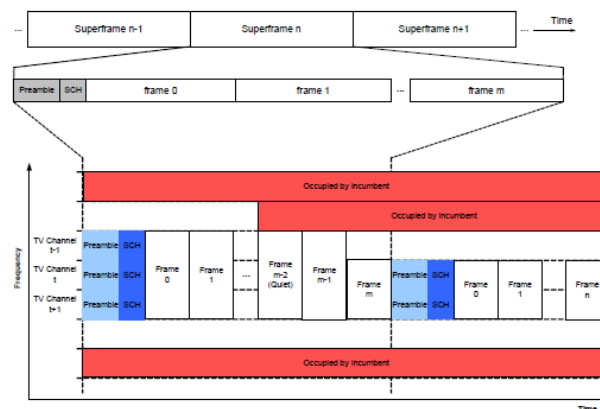 ... Superframe n-1 Superframe n Superframe n+1 ... Time
Preamble SCH frame 0 frame 1 ... frame m
Occupied by Incumbent
Occupied by Incumbent
Frequency
TV Channel
t-1
Preamble SCH
TV Channel
t
Preamble SCH
TV Channel
t+1
Preamble SCH
Frame
0
Frame
1
...
Frame
m-2
(Quiet)
Frame
m-1
Frame
m
Preamble SCH
Preamble SCH
Frame
0
Frame
1
Frame
n
Occupied by Incumbent
Time